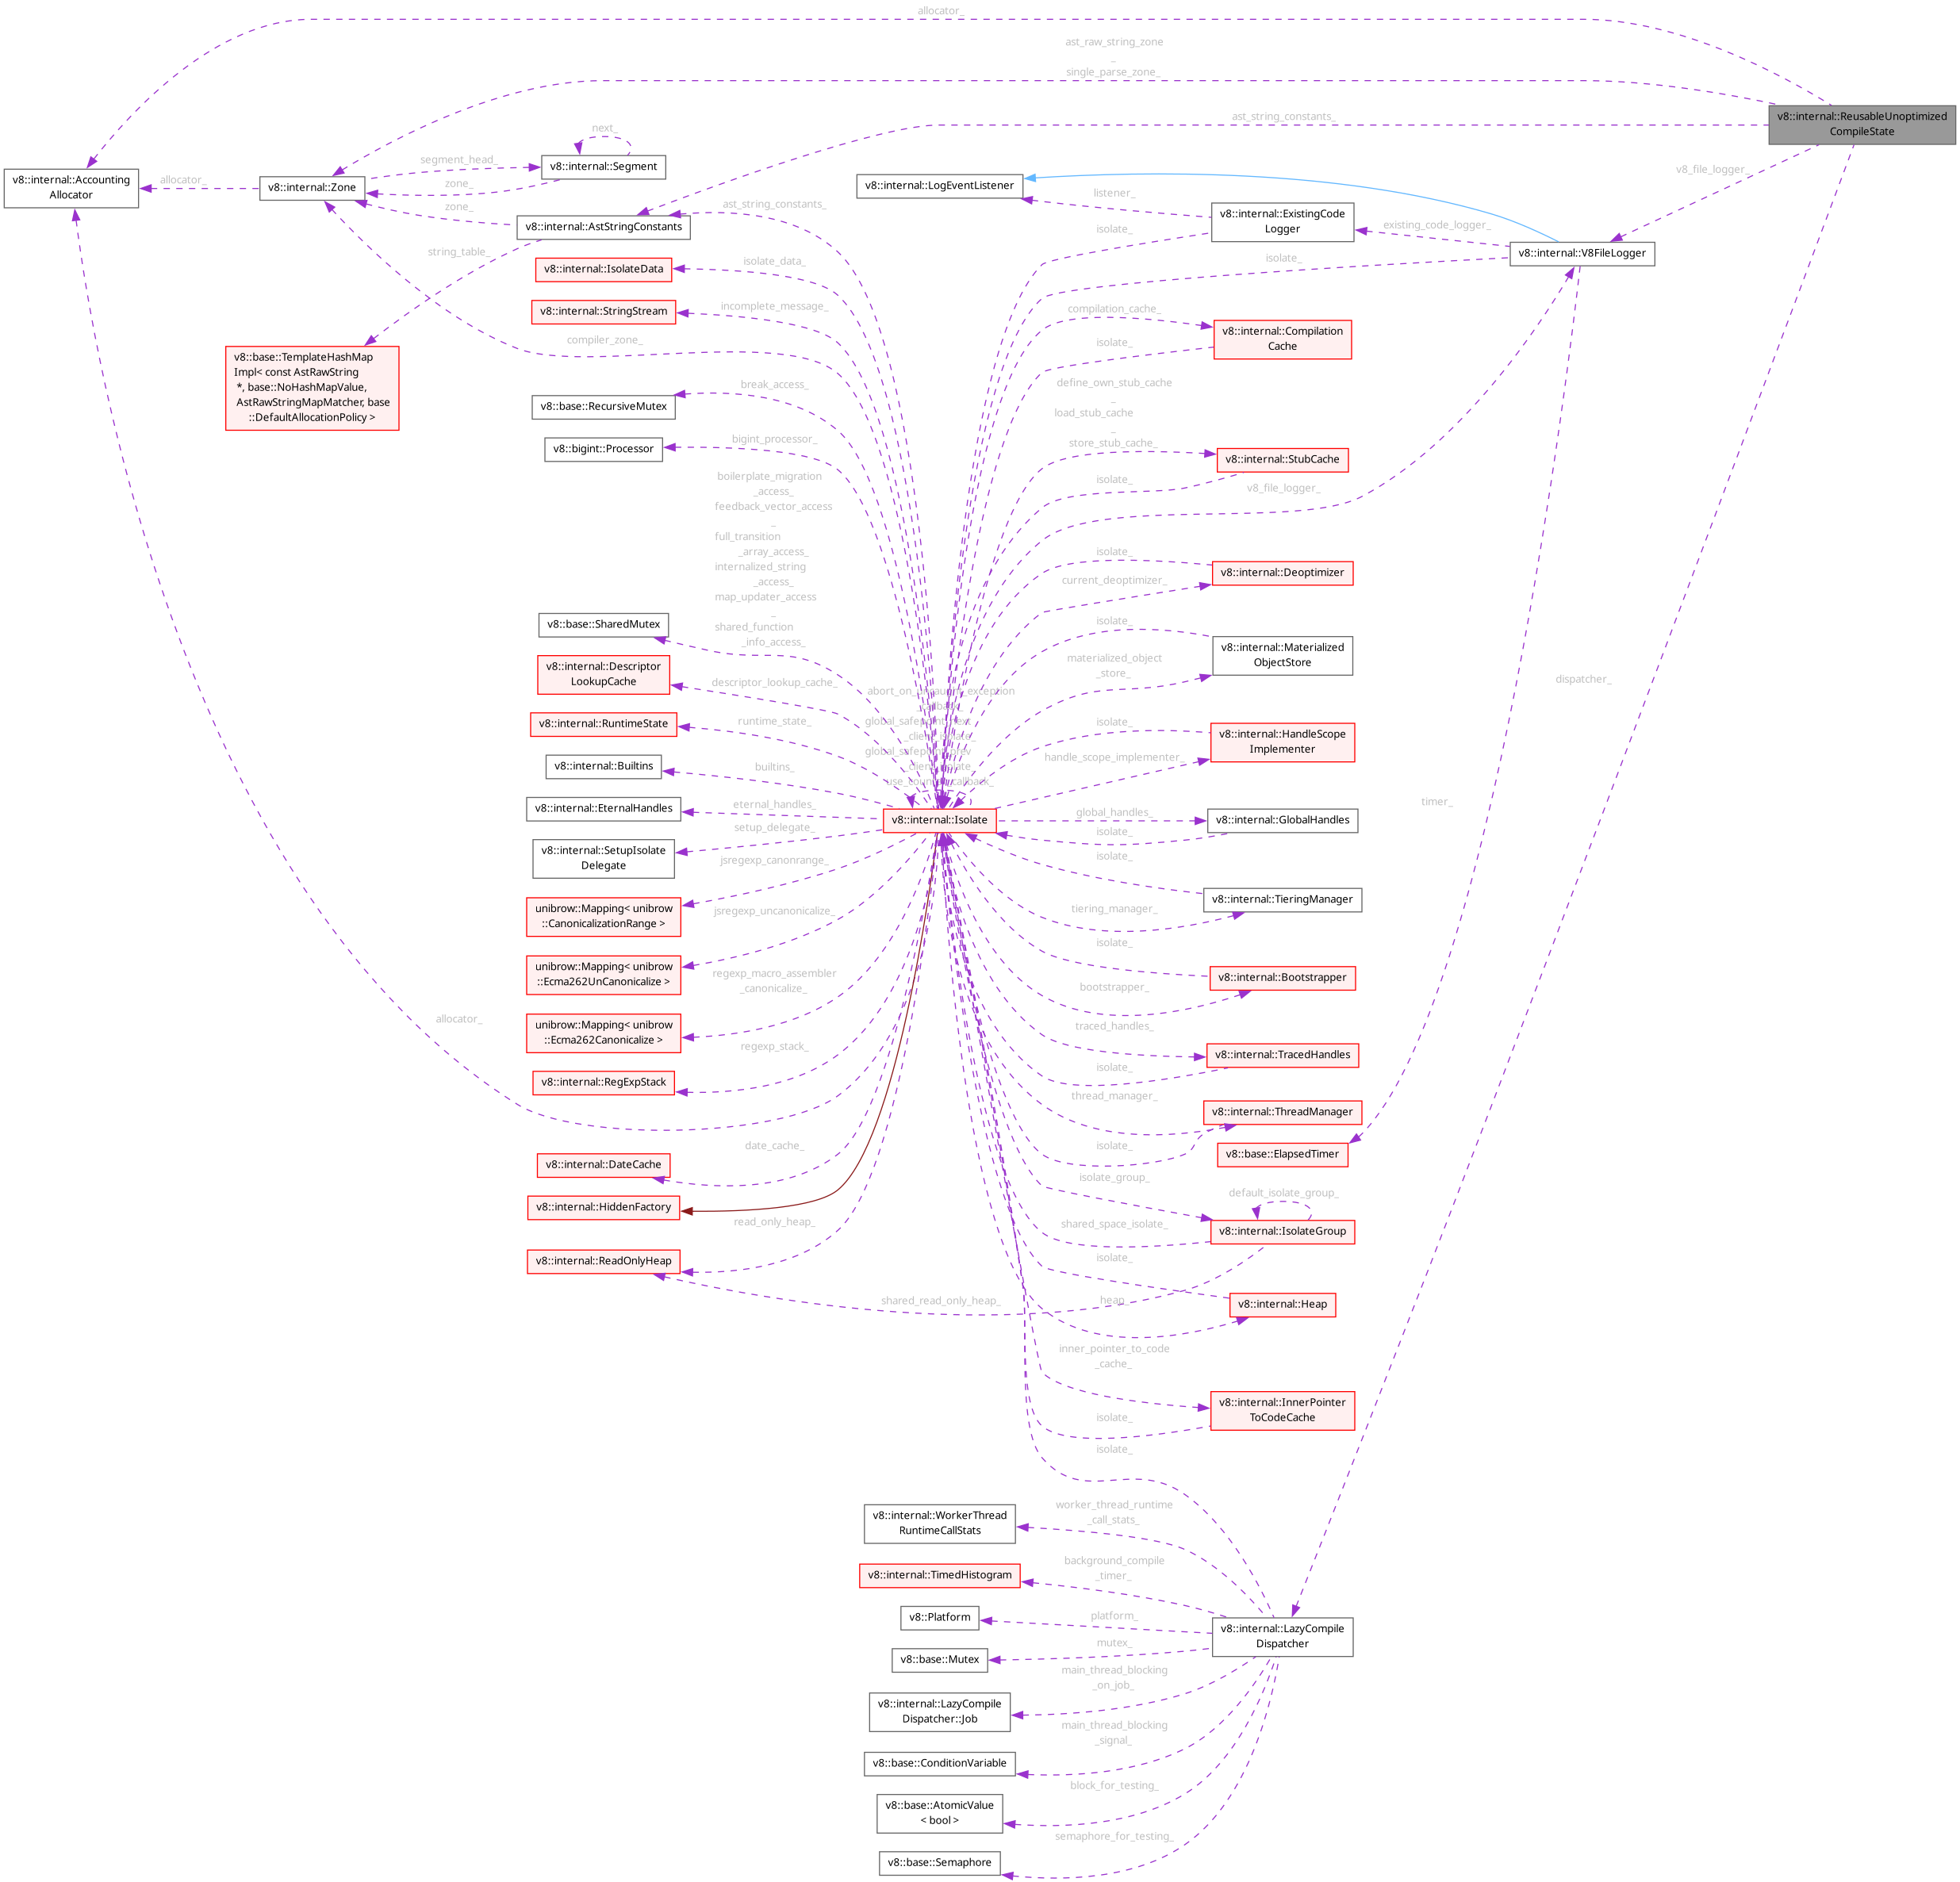 allocator_
ast_raw_string_zone
_
single_parse_zone_
v8::internal::ReusableUnoptimized
CompileState
ast_string_constants_
next_
segment_head_
v8::internal::Segment
v8_file_logger_
v8::internal::Accounting
Allocator
allocator_
v8::internal::Zone
zone_
v8::internal::LogEventListener
listener_
zone_
ast_string_constants_
v8::internal::ExistingCode
Logger
existing_code_logger_
v8::internal::AstStringConstants
isolate_
v8::internal::V8FileLogger
string_table_
v8::internal::IsolateData
isolate_data_
isolate_
v8::internal::StringStream
incomplete_message_
compilation_cache_
v8::internal::Compilation
Cache
compiler_zone_
isolate_
v8::base::TemplateHashMap
Impl< const AstRawString
*, base::NoHashMapValue,
AstRawStringMapMatcher, base
::DefaultAllocationPolicy >
break_access_
v8::base::RecursiveMutex
define_own_stub_cache
_
load_stub_cache
_
store_stub_cache_
v8::bigint::Processor
bigint_processor_
v8::internal::StubCache
isolate_
v8_file_logger_
boilerplate_migration
_access_
feedback_vector_access
_
full_transition
_array_access_
internalized_string
_access_
map_updater_access
_
shared_function
_info_access_
isolate_
v8::internal::Deoptimizer
current_deoptimizer_
v8::base::SharedMutex
isolate_
v8::internal::Materialized
ObjectStore
materialized_object
_store_
v8::internal::Descriptor
LookupCache
descriptor_lookup_cache_
dispatcher_
v8::internal::RuntimeState
runtime_state_
isolate_
v8::internal::HandleScope
Implementer
handle_scope_implementer_
v8::internal::Builtins
builtins_
use_counter_callback_
v8::internal::EternalHandles
eternal_handles_
timer_
v8::internal::Isolate
global_handles_
v8::internal::GlobalHandles
setup_delegate_
isolate_
v8::internal::SetupIsolate
Delegate
jsregexp_canonrange_
isolate_
unibrow::Mapping< unibrow
::CanonicalizationRange >
jsregexp_uncanonicalize_
tiering_manager_
v8::internal::TieringManager
isolate_
unibrow::Mapping< unibrow
::Ecma262UnCanonicalize >
regexp_macro_assembler
_canonicalize_
v8::internal::Bootstrapper
bootstrapper_
allocator_
unibrow::Mapping< unibrow
::Ecma262Canonicalize >
traced_handles_
regexp_stack_
v8::internal::TracedHandles
isolate_
v8::internal::RegExpStack
thread_manager_
v8::internal::ThreadManager
date_cache_
isolate_
v8::base::ElapsedTimer
v8::internal::DateCache
isolate_group_
default_isolate_group_
v8::internal::HiddenFactory
read_only_heap_
shared_space_isolate_
v8::internal::IsolateGroup
isolate_
v8::internal::ReadOnlyHeap
shared_read_only_heap_
heap_
v8::internal::Heap
inner_pointer_to_code
_cache_
v8::internal::InnerPointer
ToCodeCache
isolate_
isolate_
worker_thread_runtime
_call_stats_
v8::internal::WorkerThread
RuntimeCallStats
background_compile
_timer_
v8::internal::TimedHistogram
v8::Platform
platform_
v8::internal::LazyCompile
Dispatcher
mutex_
v8::base::Mutex
main_thread_blocking
_on_job_
v8::internal::LazyCompile
Dispatcher::Job
main_thread_blocking
_signal_
v8::base::ConditionVariable
block_for_testing_
v8::base::AtomicValue
< bool >
semaphore_for_testing_
v8::base::Semaphore